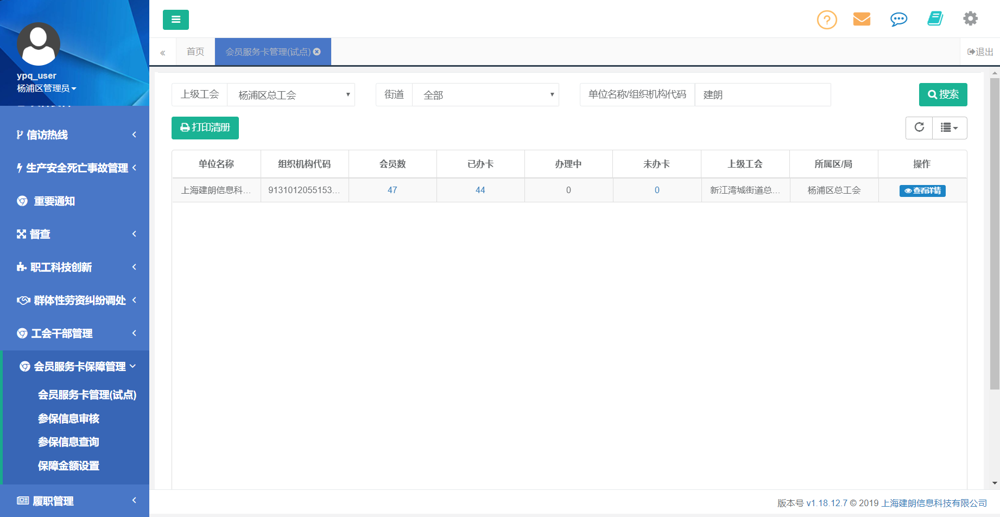 ypq_user
杨浦区管理员
信访热线
生产安全死亡事故管理
重要通知
督查
职工科技创新
群体性劳资纠纷调处
工会干部管理
会员服务卡保障管理
会员服务卡管理(试点)
参保信息审核
参保信息查询
保障金额设置
履职管理
« 首页 会员服务卡管理(试点) 退出
上级工会 杨浦区总工会 街道 全部 单位名称/组织机构代码 建朗 搜索
打印清册
单位名称 组织机构代码 会员数 已办卡 办理中 未办卡 上级工会 所属区/局 操作
上海建朗信息科... 9131012055153... 47 44 0 0 新江湾城街道总... 杨浦区总工会 查看详情
版本号 v1.18.12.7 © 2019 上海建朗信息科技有限公司